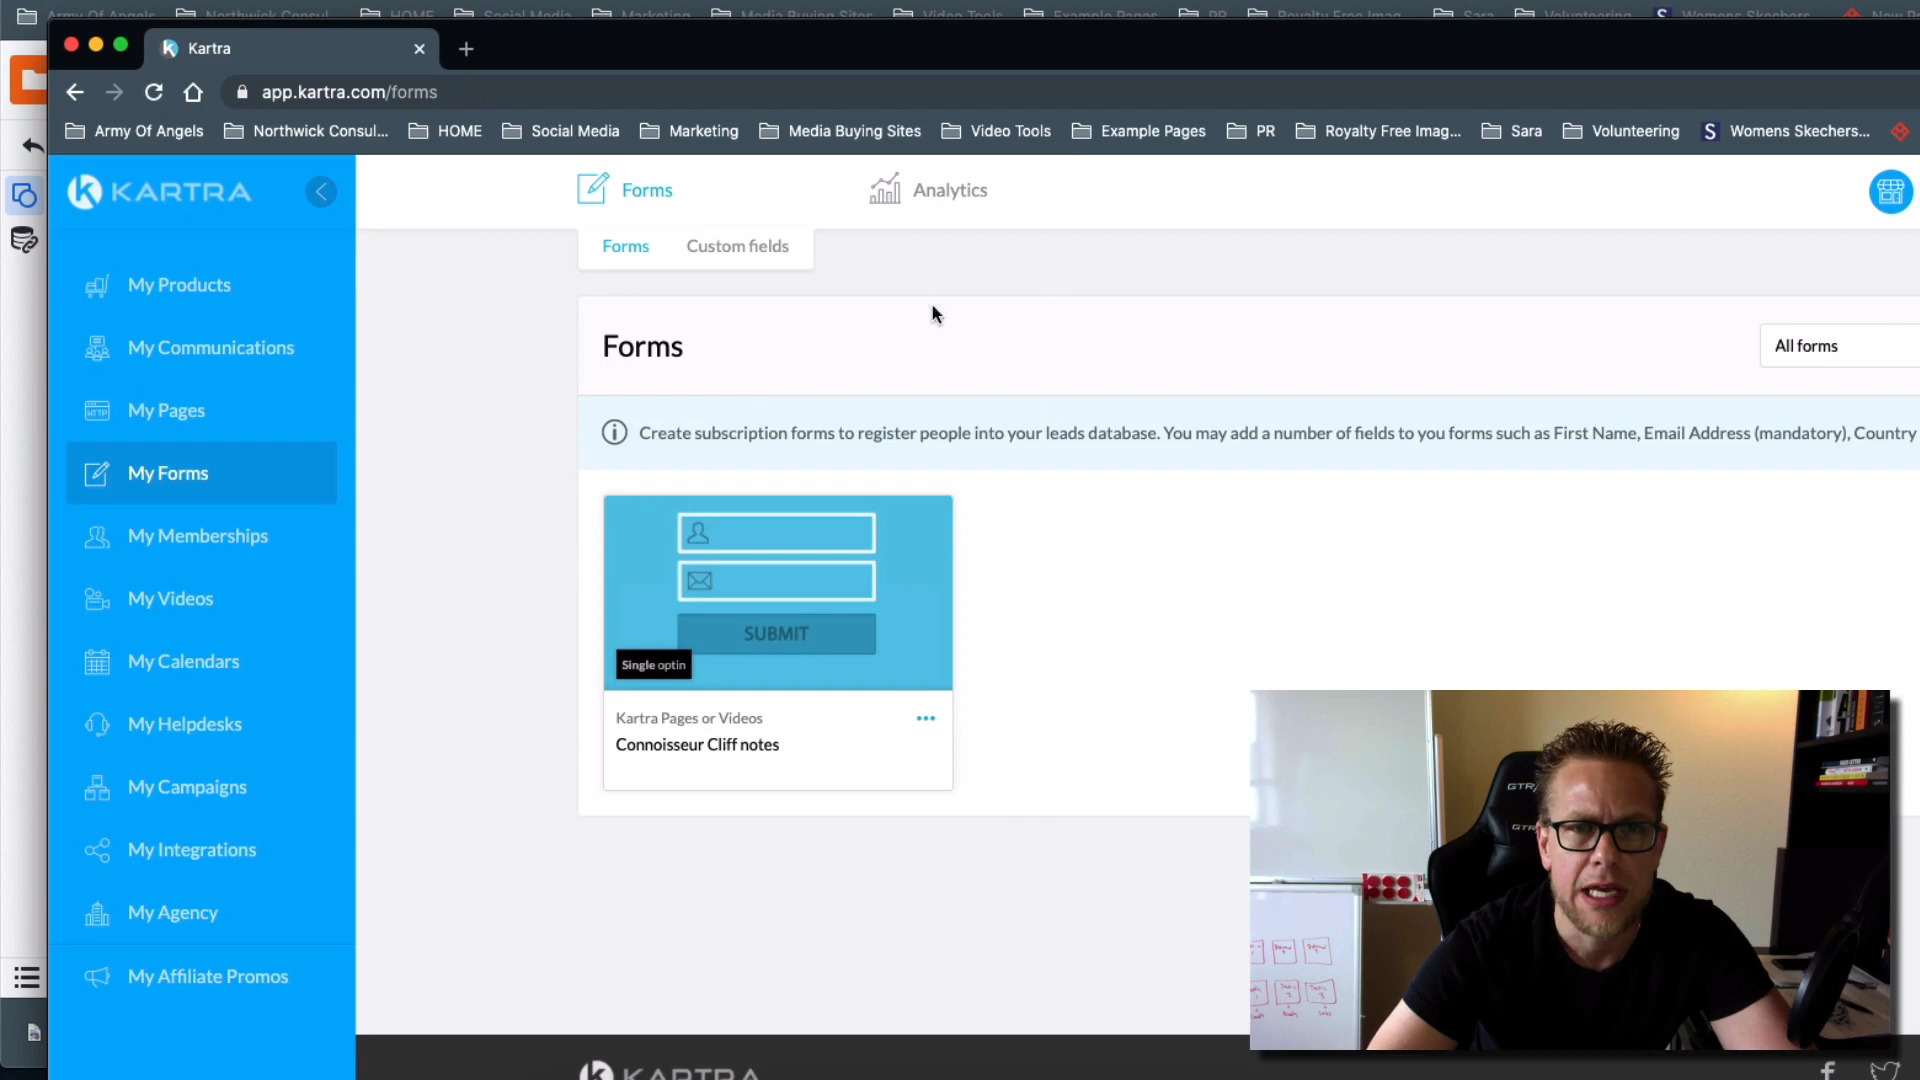 Kartra
app.kartra.com/forms
Army Of Angels
Northwick Consul...
HOME
Social Media
Marketing
Media Buying Sites
Video Tools
Example Pages
PR
Royalty Free Imag...
Sara
Volunteering
Womens Skechers...
KARTRA
Forms
Analytics
Forms
Custom fields
My Products
My Communications
My Pages
My Forms
My Memberships
My Videos
My Calendars
My Helpdesks
My Campaigns
My Integrations
My Agency
My Affiliate Promos
Forms
All forms
Create subscription forms to register people into your leads database. You may add a number of fields to you forms such as First Name, Email Address (mandatory), Country
SUBMIT
Single optin
Kartra Pages or Videos
Connoisseur Cliff notes
KARTRA